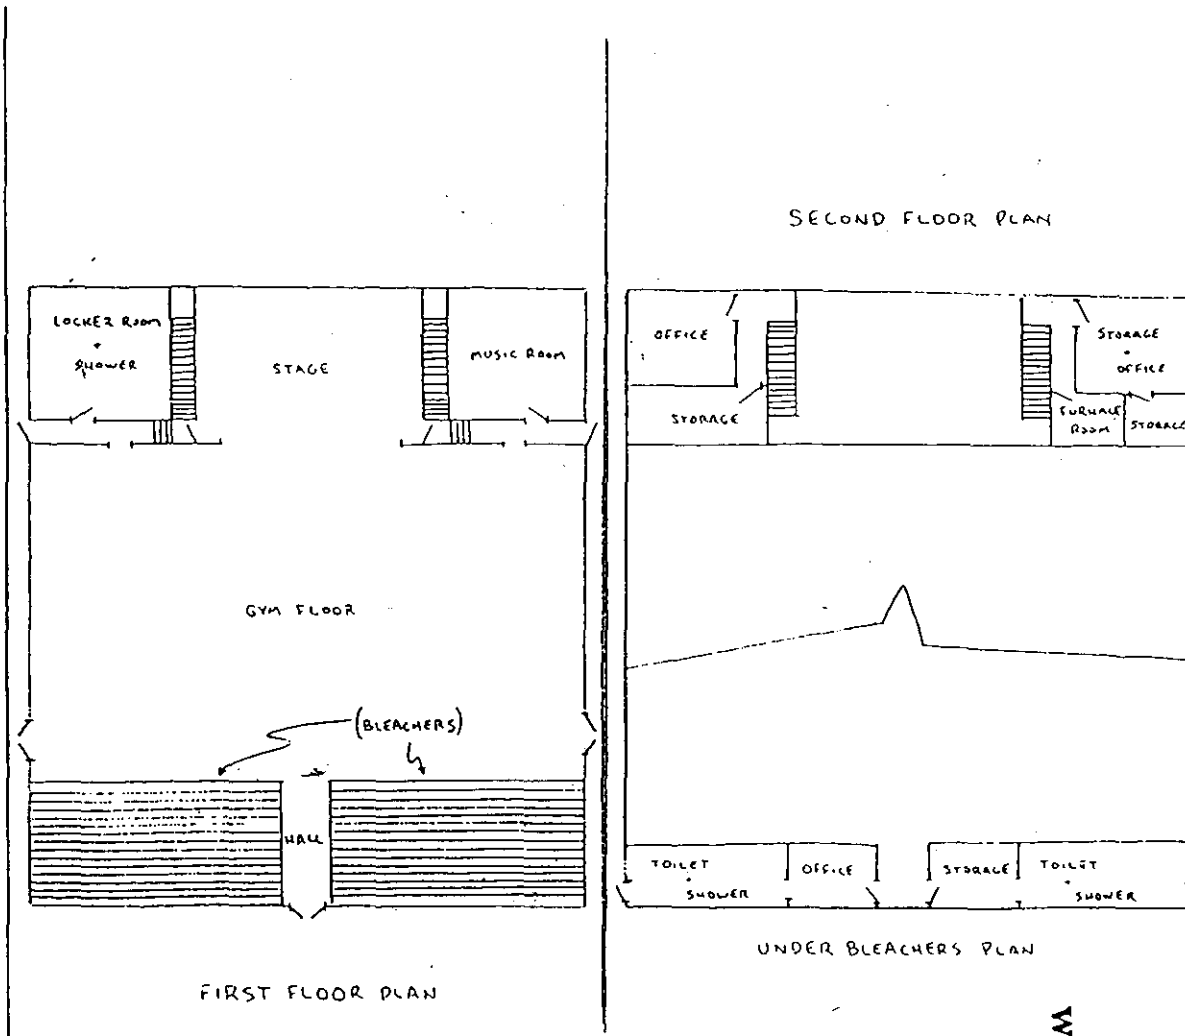 LOCKER ROOM
+
SHOWER
STAGE
MUSIC ROOM
GYM FLOOR
(BLEACHERS)
HALL
FIRST FLOOR PLAN
SECOND FLOOR PLAN
OFFICE
STORAGE
STORAGE
+
OFFICE
FURNACE
ROOM
STORAGE
TOILET
+
SHOWER
OFFICE
STORAGE
TOILET
+
SHOWER
UNDER BLEACHERS PLAN
W